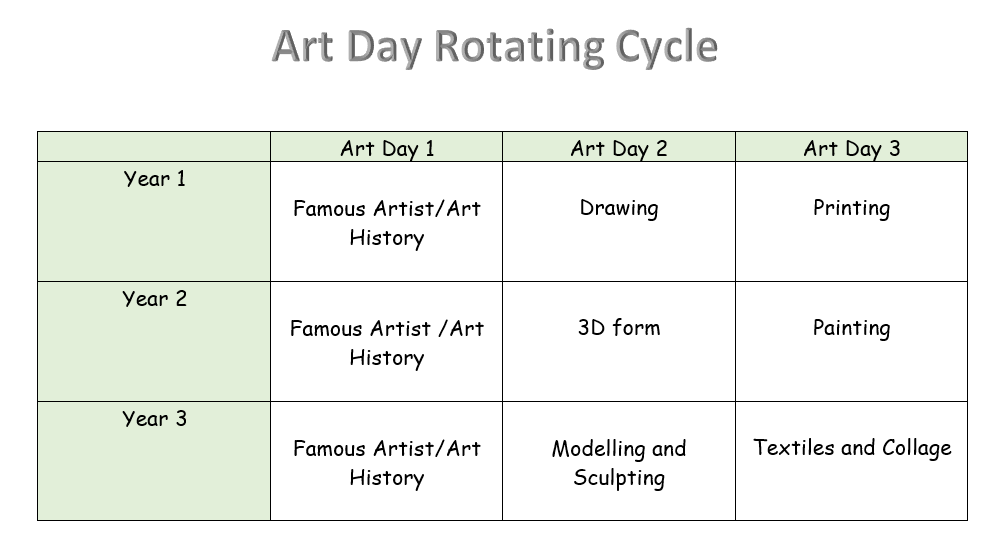 Art Day Rotating Cycle
Art Day 1
Art Day 2
Art Day 3
Year 1
Famous Artist/Art
History
Drawing
Printing
Year 2
Famous Artist /Art
History
3D form
Painting
Year 3
Famous Artist/Art
History
Modelling and
Sculpting
Textiles and Collage